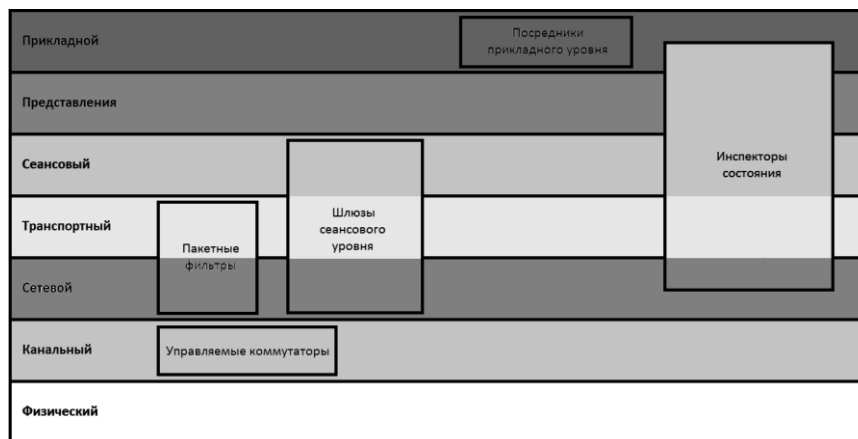 Прикладной
Посредники
прикладного уровня
Представления
Сеансовый
Инспекторы
состояния
Транспортный
Шлюзы
сеансового
уровня
Пакетные
фильтры
Сетевой
Канальный
Управляемые коммутаторы
Физический